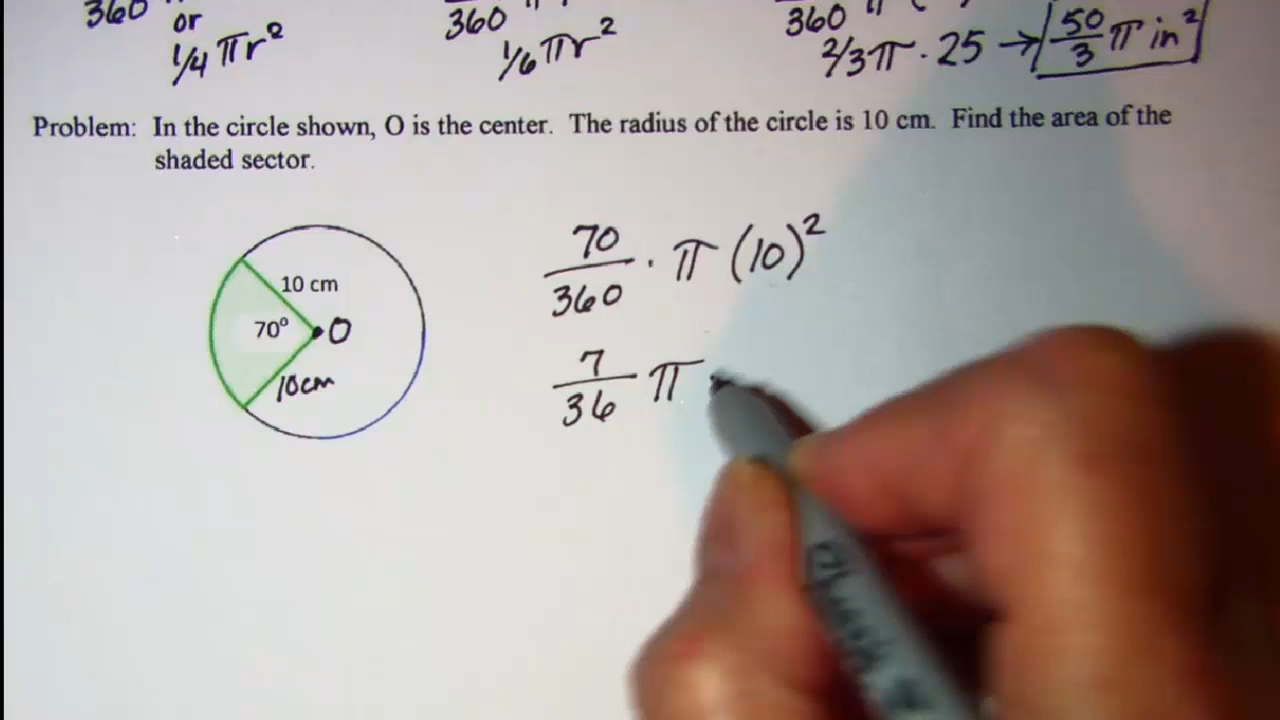 360
or
1/4 πr²
360
1/6 πr²
360 π
2/3 π · 25 → 50/3 π in²
Problem: In the circle shown, O is the center. The radius of the circle is 10 cm. Find the area of the
shaded sector.
70/360 · π (10)²
10 cm
70° O
10cm
7/36 π